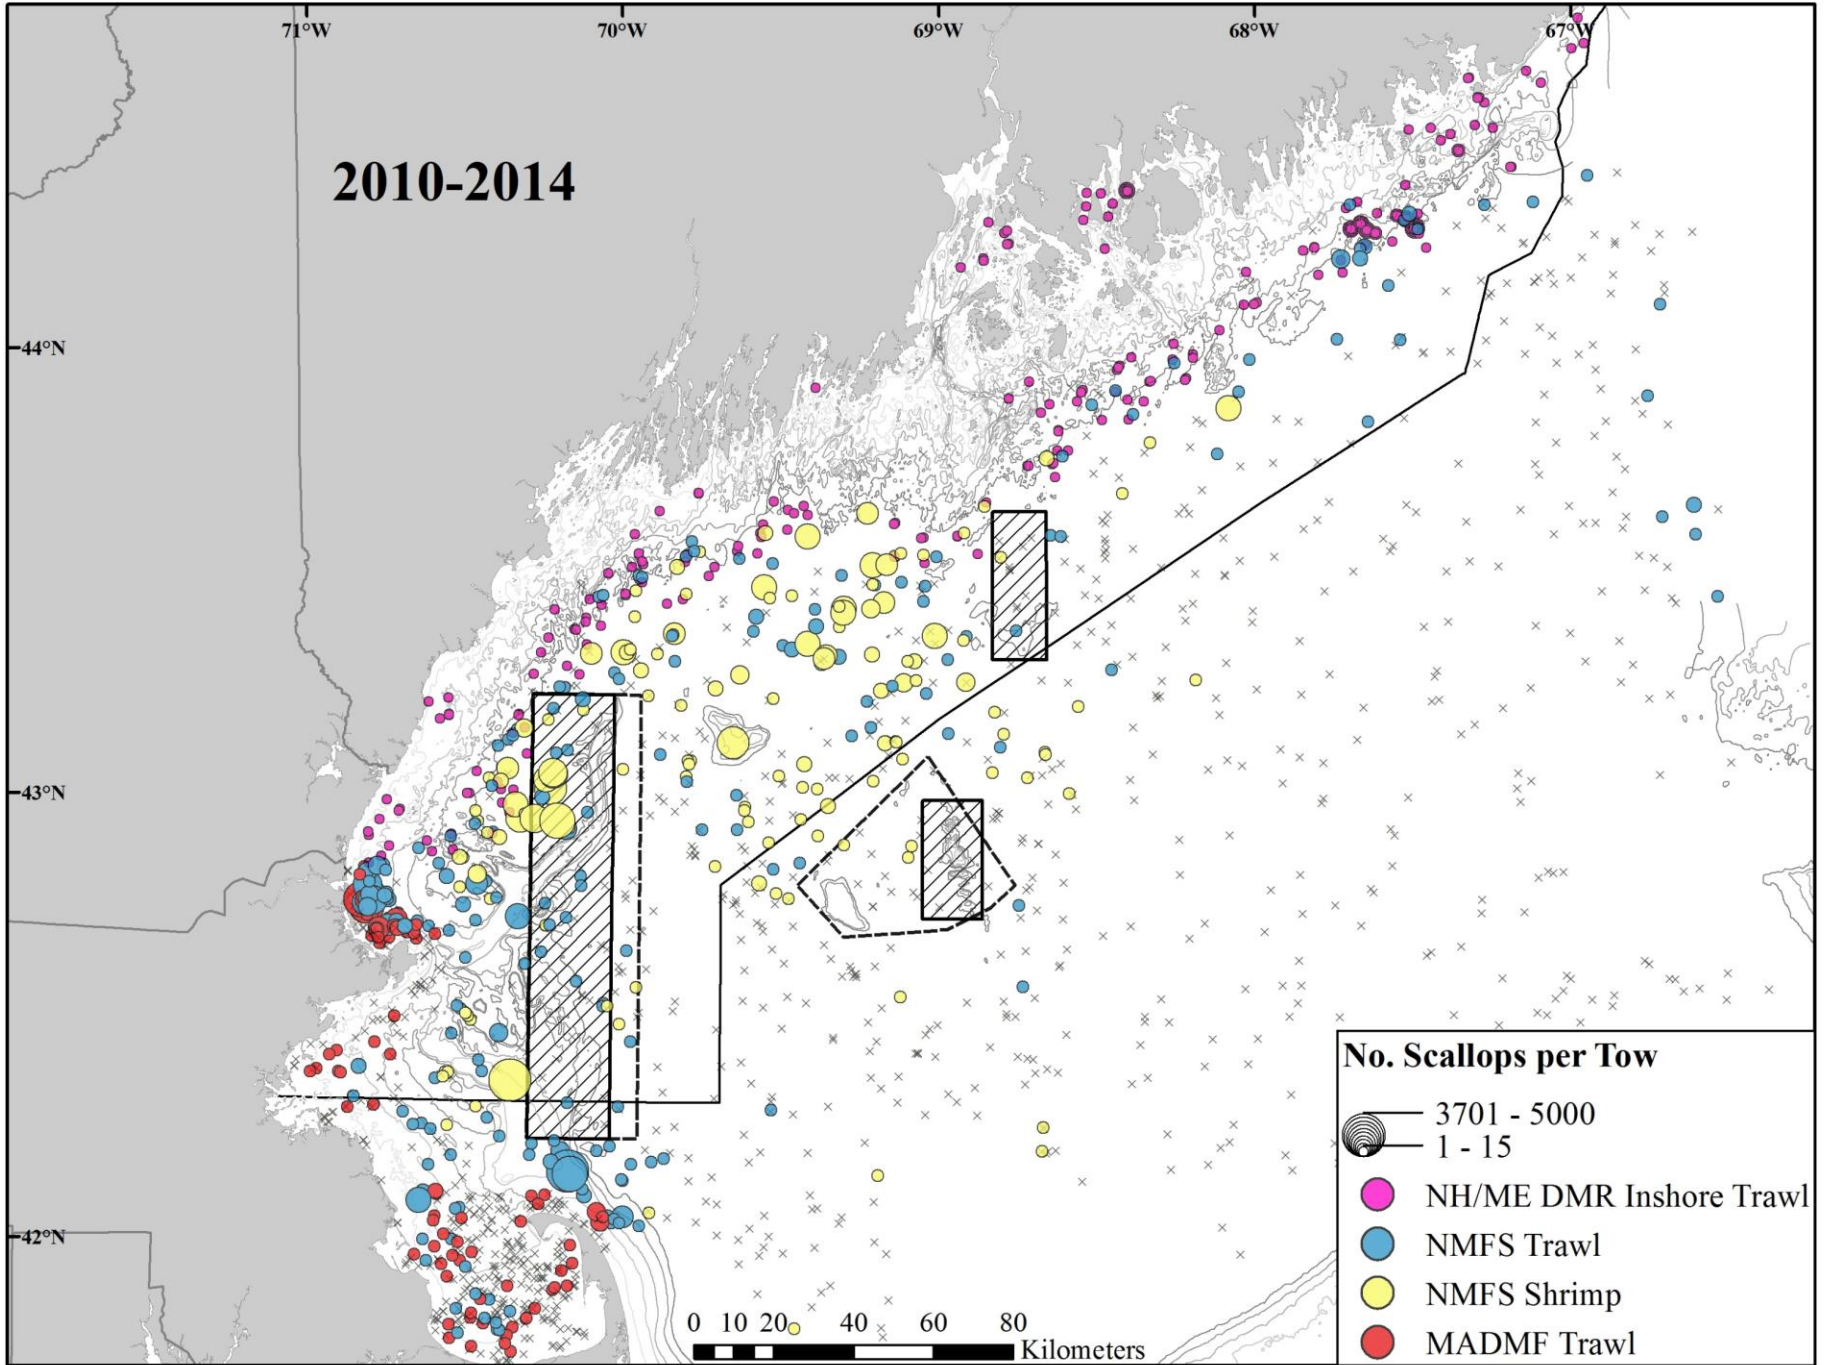 71°W 70°W 69°W 68°W 67°W
2010-2014
44°N
43°N
42°N
No. Scallops per Tow
3701 - 5000
1 - 15
NH/ME DMR Inshore Trawl
NMFS Trawl
NMFS Shrimp
MADMF Trawl
0 10 20 40 60 80
Kilometers